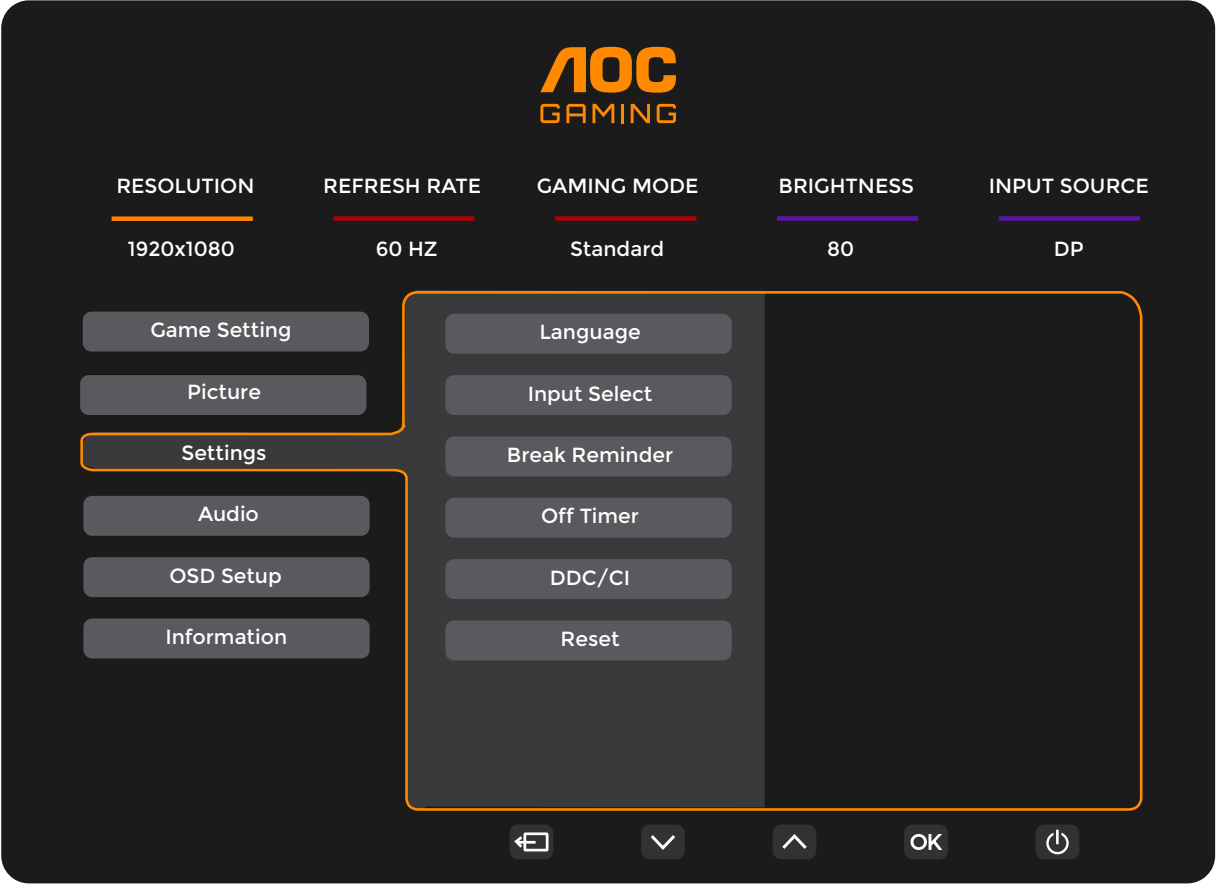 AOC
GAMING
RESOLUTION REFRESH RATE GAMING MODE BRIGHTNESS INPUT SOURCE
1920x1080 60 HZ Standard 80 DP
Game Setting
Picture
Settings
Audio
OSD Setup
Information
Language
Input Select
Break Reminder
Off Timer
DDC/CI
Reset
OK